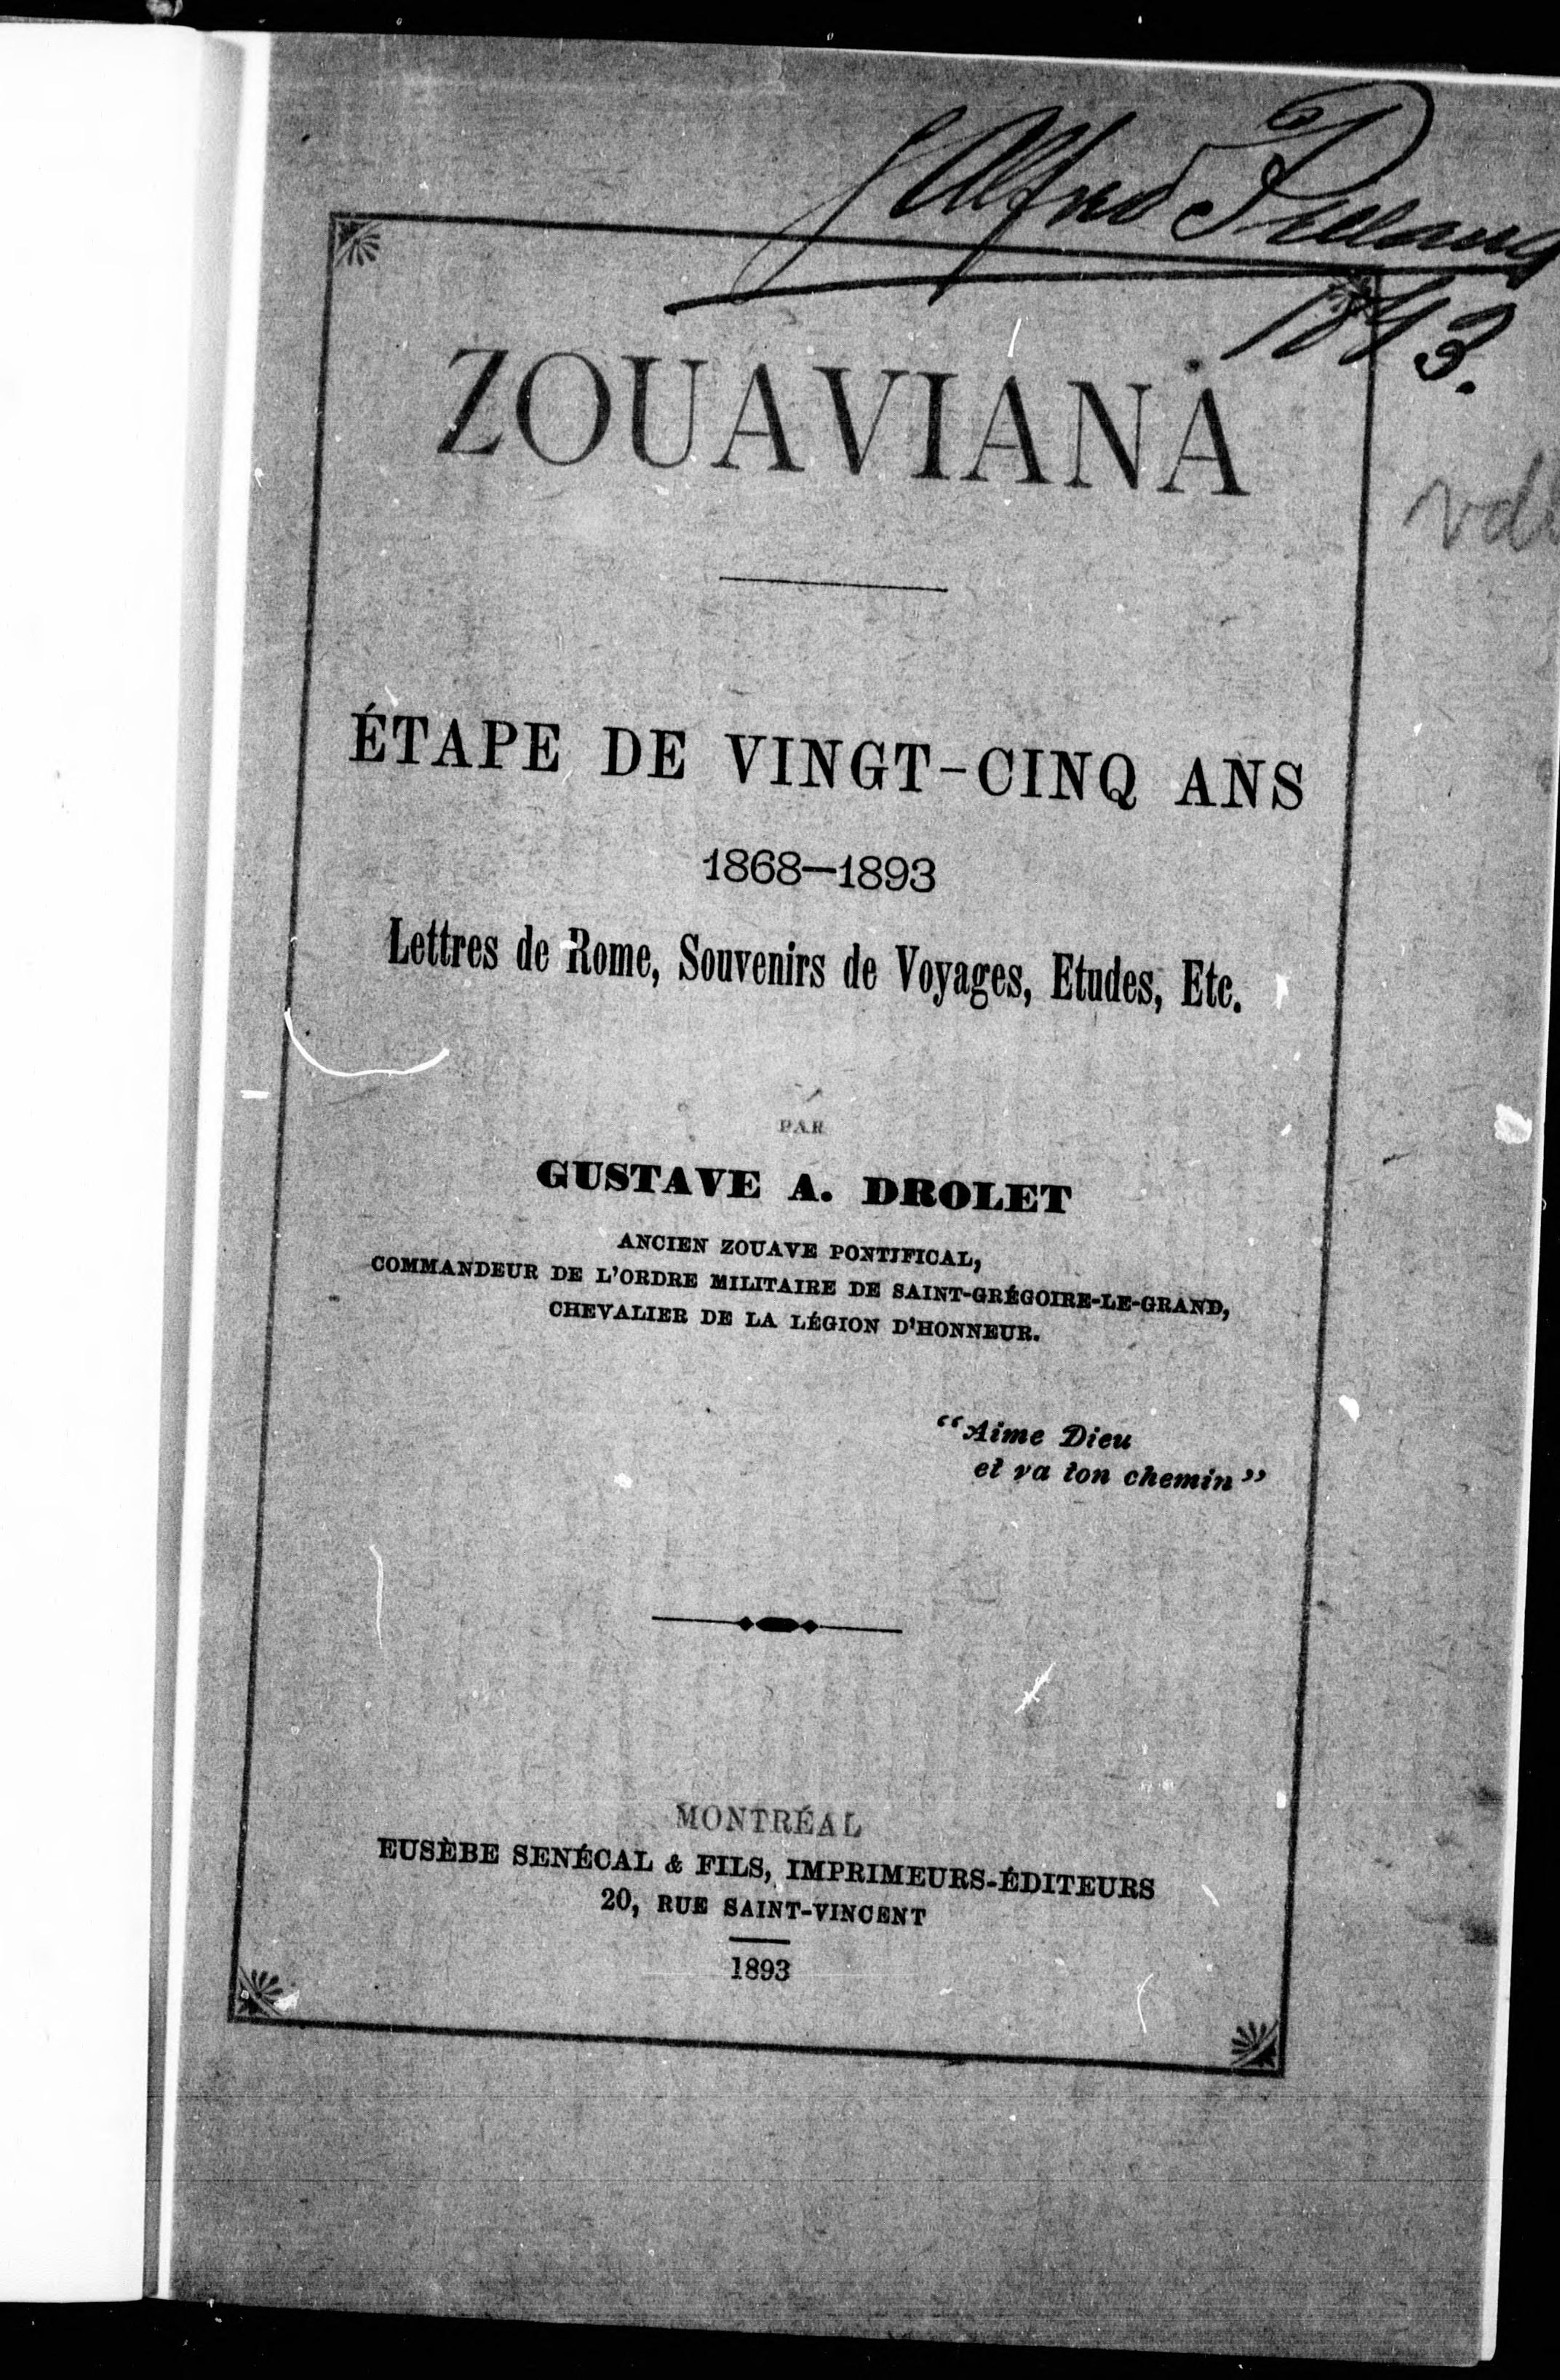 Alfred
1893.
ZOUAVIANA
ÉTAPE DE VINGT-CINQ ANS
1868—1893
Lettres de Rome, Souvenirs de Voyages, Etudes, Etc.
PAR
GUSTAVE A. DROLET
ANCIEN ZOUAVE PONTIFICAL,
COMMANDEUR DE L'ORDRE MILITAIRE DE SAINT-GRÉGOIRE-LE-GRAND,
CHEVALIER DE LA LÉGION D'HONNEUR.
“Aime Dieu
et va ton chemin”
MONTRÉAL
EUSÈBE SENÉCAL & FILS, IMPRIMEURS-ÉDITEURS
20, RUE SAINT-VINCENT
1893